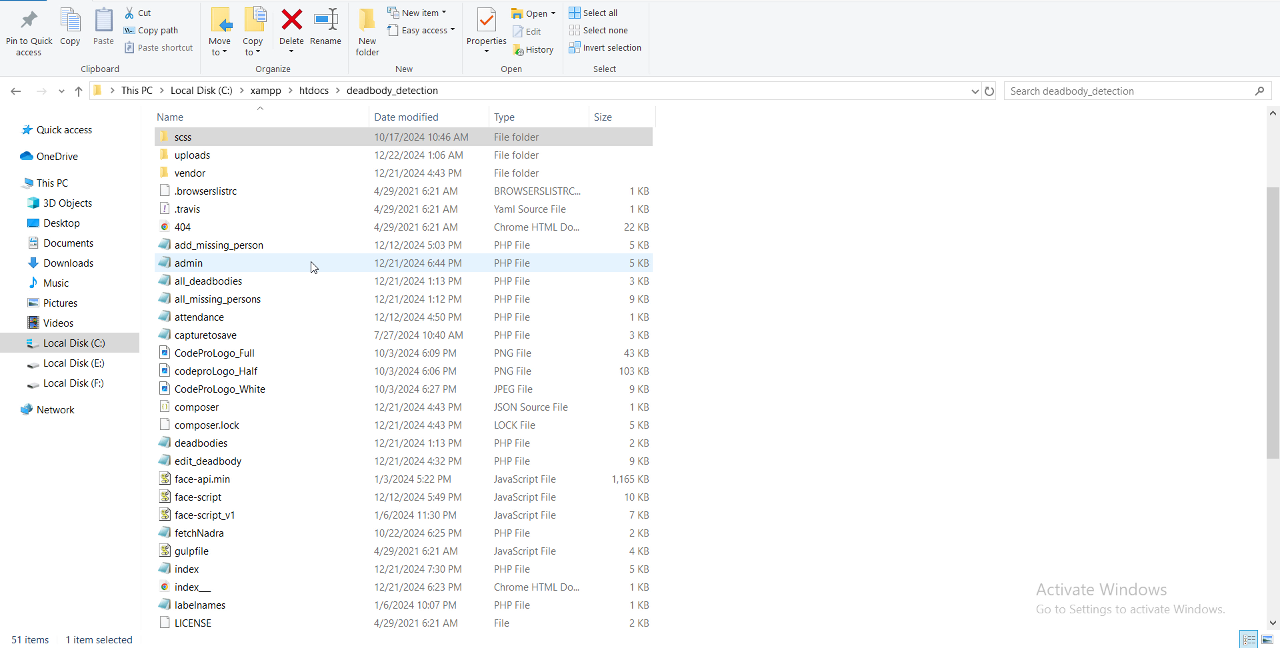 Pin to Quick access
Copy
Paste
Cut
Copy path
Paste shortcut
Clipboard
Move to
Copy to
Delete
Rename
Organize
New folder
New item
Easy access
New
Properties
Open
Edit
History
Open
Select all
Select none
Invert selection
Select
This PC > Local Disk (C:) > xampp > htdocs > deadbody_detection
Search deadbody_detection
Quick access
OneDrive
This PC
3D Objects
Desktop
Documents
Downloads
Music
Pictures
Videos
Local Disk (C:)
Local Disk (E:)
Local Disk (F:)
Network
Name Date modified Type Size
scss 10/17/2024 10:46 AM File folder
uploads 12/22/2024 1:06 AM File folder
vendor 12/21/2024 4:43 PM File folder
.browserslistrc 4/29/2021 6:21 AM BROWSERSLISTRC... 1 KB
.travis 4/29/2021 6:21 AM Yaml Source File 1 KB
404 4/29/2021 6:21 AM Chrome HTML Do... 22 KB
add_missing_person 12/12/2024 5:03 PM PHP File 5 KB
admin 12/21/2024 6:44 PM PHP File 5 KB
all_deadbodies 12/21/2024 1:13 PM PHP File 3 KB
all_missing_persons 12/21/2024 1:12 PM PHP File 9 KB
attendance 12/12/2024 4:50 PM PHP File 1 KB
capturetosave 7/27/2024 10:40 AM PHP File 3 KB
CodeProLogo_Full 10/3/2024 6:09 PM PNG File 43 KB
codeproLogo_Half 10/3/2024 6:06 PM PNG File 103 KB
CodeProLogo_White 10/3/2024 6:27 PM JPEG File 9 KB
composer 12/21/2024 4:43 PM JSON Source File 1 KB
composer.lock 12/21/2024 4:43 PM LOCK File 5 KB
deadbodies 12/21/2024 1:13 PM PHP File 2 KB
edit_deadbody 12/21/2024 4:32 PM PHP File 9 KB
face-api.min 1/3/2024 5:22 PM JavaScript File 1,165 KB
face-script 12/12/2024 5:49 PM JavaScript File 10 KB
face-script_v1 1/6/2024 11:30 PM JavaScript File 7 KB
fetchNadra 10/22/2024 6:25 PM PHP File 2 KB
gulpfile 4/29/2021 6:21 AM JavaScript File 4 KB
index 12/21/2024 7:30 PM PHP File 5 KB
index__ 12/21/2024 6:23 PM Chrome HTML Do... 1 KB
labelnames 1/6/2024 10:07 PM PHP File 1 KB
LICENSE 4/29/2021 6:21 AM File 2 KB
Activate Windows
Go to Settings to activate Windows.
51 items 1 item selected